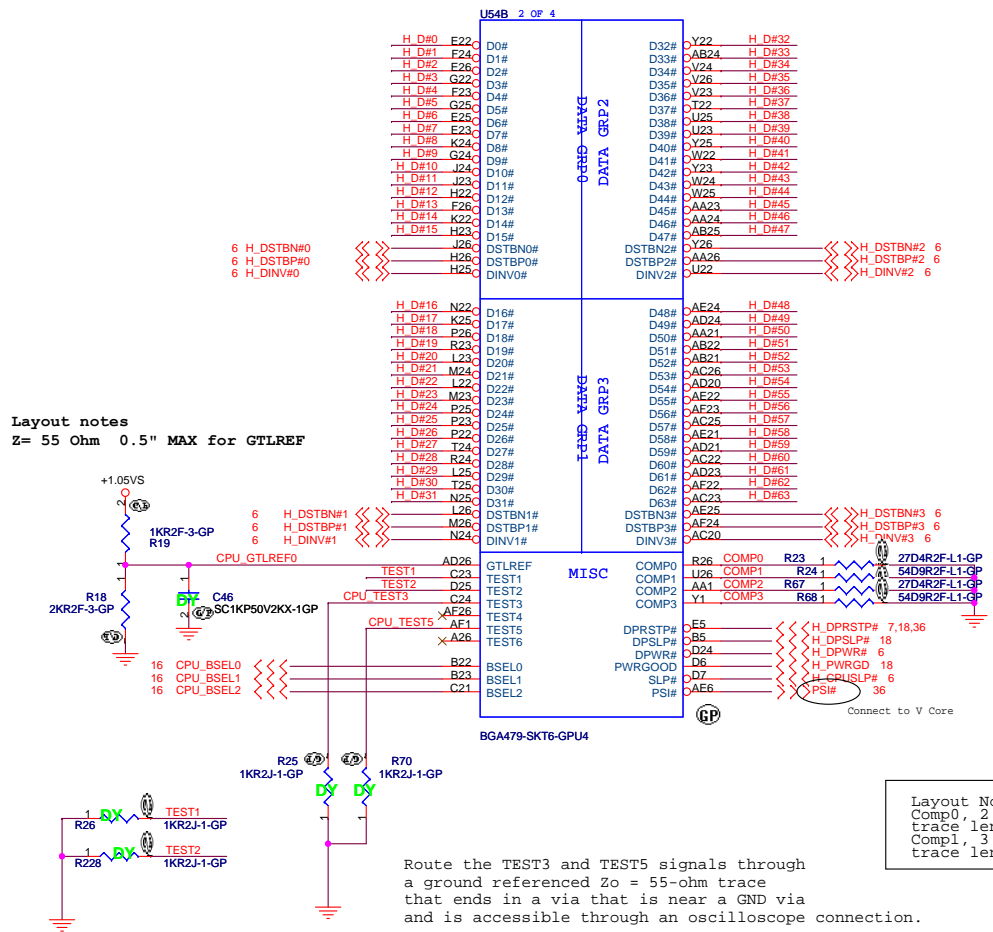 U54B 2 OF 4
H_D#0 E22 D0# D32# Y22 H_D#32
H_D#1 F24 D1# D33# AB24 H_D#33
H_D#2 E26 D2# D34# V24 H_D#34
H_D#3 G22 D3# D35# V26 H_D#35
H_D#4 F23 D4# D36# V23 H_D#36
H_D#5 G25 D5# D37# T22 H_D#37
H_D#6 E25 D6# D38# U25 H_D#38
H_D#7 E23 D7# D39# U23 H_D#39
H_D#8 K24 D8# D40# Y25 H_D#40
H_D#9 G24 D9# D41# W22 H_D#41
H_D#10 J24 D10# D42# Y23 H_D#42
H_D#11 J23 D11# D43# W24 H_D#43
H_D#12 H22 D12# D44# W25 H_D#44
H_D#13 F26 D13# D45# AA23 H_D#45
H_D#14 K22 D14# D46# AA24 H_D#46
H_D#15 H23 D15# D47# AB25 H_D#47
6 H_DSTBN#0 J26 DSTBN0# DSTBN2# Y26 H_DSTBN#2 6
6 H_DSTBP#0 H26 DSTBP0# DSTBP2# AA26 H_DSTBP#2 6
6 H_DINV#0 H25 DINV0# DINV2# U22 H_DINV#2 6
DATA GRP0
DATA GRP2
H_D#16 N22 D16# D48# AE24 H_D#48
H_D#17 K25 D17# D49# AD24 H_D#49
H_D#18 P26 D18# D50# AA21 H_D#50
H_D#19 R23 D19# D51# AB22 H_D#51
H_D#20 L23 D20# D52# AB21 H_D#52
H_D#21 M24 D21# D53# AC26 H_D#53
H_D#22 L22 D22# D54# AD20 H_D#54
H_D#23 M23 D23# D55# AE22 H_D#55
H_D#24 P25 D24# D56# AF23 H_D#56
H_D#25 P23 D25# D57# AC25 H_D#57
H_D#26 P22 D26# D58# AE21 H_D#58
H_D#27 T24 D27# D59# AD21 H_D#59
H_D#28 R24 D28# D60# AC22 H_D#60
H_D#29 L25 D29# D61# AD23 H_D#61
H_D#30 T25 D30# D62# AF22 H_D#62
H_D#31 N25 D31# D63# AC23 H_D#63
6 H_DSTBN#1 L26 DSTBN1# DSTBN3# AE25 H_DSTBN#3 6
6 H_DSTBP#1 M26 DSTBP1# DSTBP3# AF24 H_DSTBP#3 6
6 H_DINV#1 N24 DINV1# DINV3# AC20 H_DINV#3 6
DATA GRP1
DATA GRP3
Layout notes
Z= 55 Ohm 0.5" MAX for GTLREF
+1.05VS
2
1KR2F-3-GP
R19
CPU_GTLREF0 AD26 GTLREF
MISC
TEST1 C23 TEST1
TEST2 D25 TEST2
CPU_TEST3 C24 TEST3
AF26 TEST4
CPU_TEST5 AF1 TEST5
A26 TEST6
COMP0 R26 COMP0 R23 1 27D4R2F-L1-GP
COMP1 U26 COMP1 R24 1 54D9R2F-L1-GP
COMP2 AA1 COMP2 R67 1 27D4R2F-L1-GP
COMP3 Y1 COMP3 R68 1 54D9R2F-L1-GP
1
R18
2KR2F-3-GP
1
DY
C46
SC1KP50V2KX-1GP
2
16 CPU_BSEL0 B22 BSEL0
16 CPU_BSEL1 B23 BSEL1
16 CPU_BSEL2 C21 BSEL2
DPRSTP# E5 H_DPRSTP# 7,18,36
DPSLP# B5 H_DPSLP# 18
DPWR# D24 H_DPWR# 6
PWRGOOD D6 H_PWRGD 18
SLP# D7 H_CPUSLP# 6
PSI# AE6 PSI# 36
Connect to V Core
GP
BGA479-SKT6-GPU4
R25
1KR2J-1-GP
DY
1
R70
1KR2J-1-GP
DY
1
R26 1 DY TEST1
1KR2J-1-GP
R228 1 DY TEST2
1KR2J-1-GP
Route the TEST3 and TEST5 signals through
a ground referenced Zo = 55-ohm trace
that ends in a via that is near a GND via
and is accessible through an oscilloscope connection.
Layout No
Comp0, 2
trace len
Comp1, 3
trace len